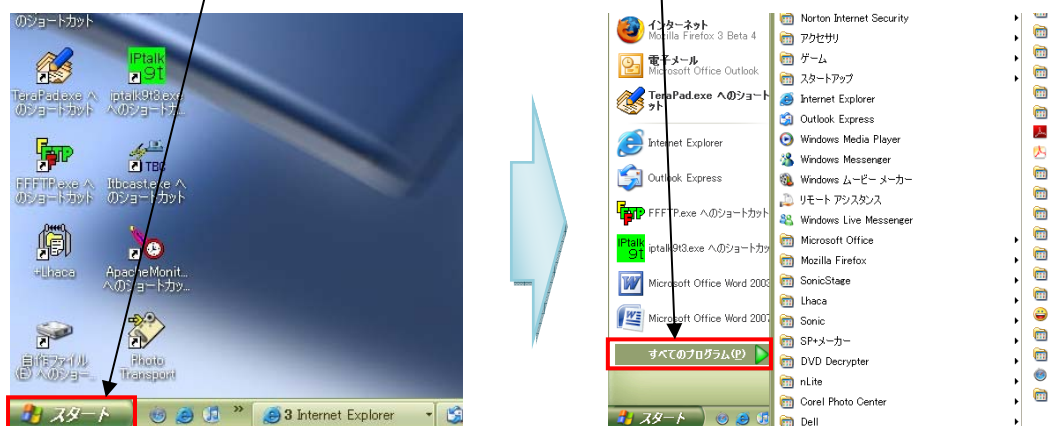 のショートカット
TeraPad.exe へ
のショートカット
IPtalk
9t
iptalk9t3.exe
へのショートカ...
FFFTP.exe へ
のショートカット
TBC
Itbcast.exe へ
のショートカット
+Lhaca
ApacheMonit...
へのショートカッ...
自作ファイル
(E) へのショー...
Photo
Transport
スタート
»
3 Internet Explorer
インターネット
Mozilla Firefox 3 Beta 4
電子メール
Microsoft Office Outlook
TeraPad.exe へのショート
ット
Internet Explorer
Outlook Express
FFFTP.exe へのショートカット
IPtalk
9t
iptalk9t3.exe へのショートカッ
Microsoft Office Word 2003
Microsoft Office Word 2007
すべてのプログラム(P)
スタート
Norton Internet Security
アクセサリ
ゲーム
スタートアップ
Internet Explorer
Outlook Express
Windows Media Player
Windows Messenger
Windows ムービー メーカー
リモート アシスタンス
Windows Live Messenger
Microsoft Office
Mozilla Firefox
SonicStage
Lhaca
Sonic
SP+メーカー
DVD Decrypter
nLite
Corel Photo Center
Dell